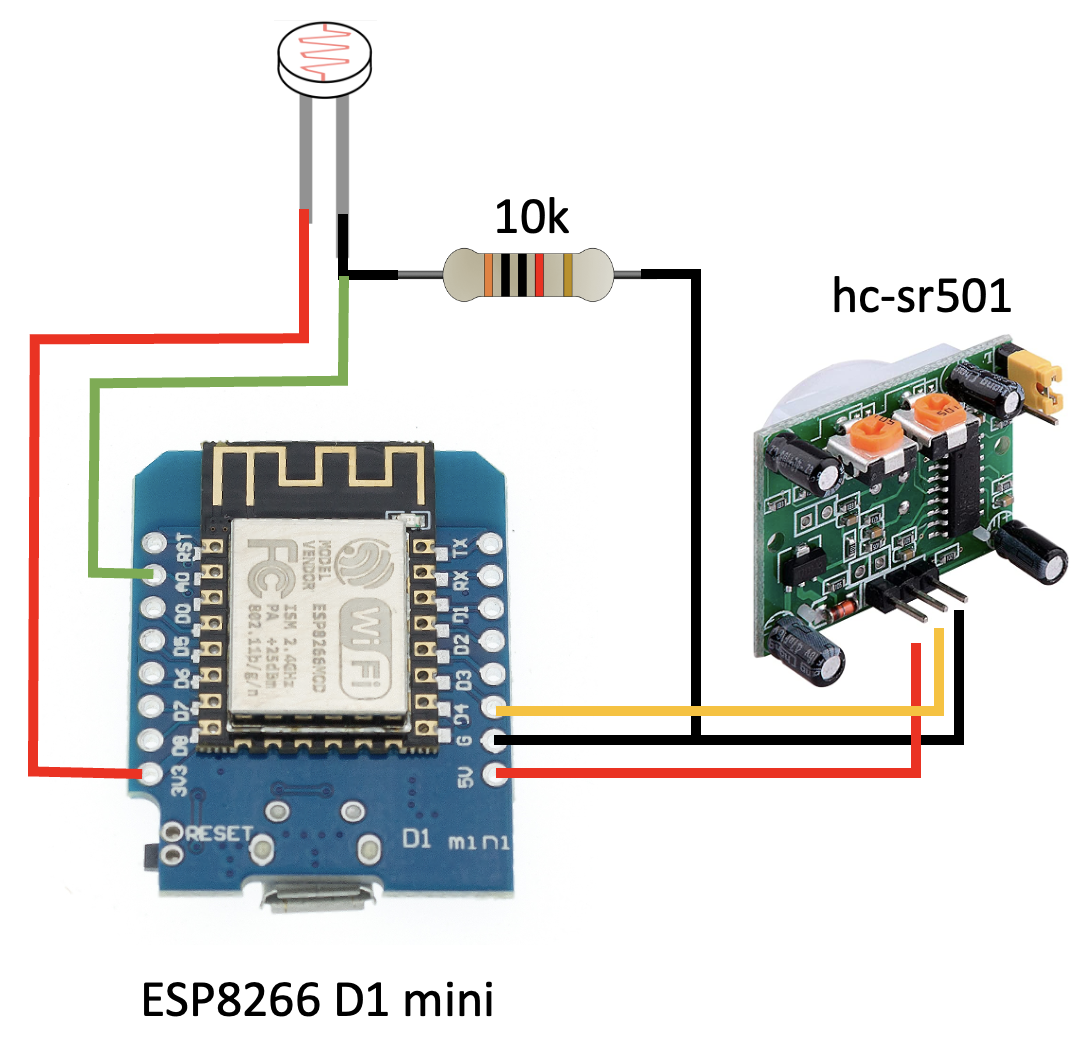 10k
hc-sr501
RST
A0
D0
D5
D6
D7
D8
3V3
TX
RX
D1
D2
D3
D4
G
5V
MODEL
VENDOR
ESP8266MOD
FC
ISM 2.4GHz
PA +25dBm
802.11b/g/n
WiFi
RESET
D1 mini
ESP8266 D1 mini